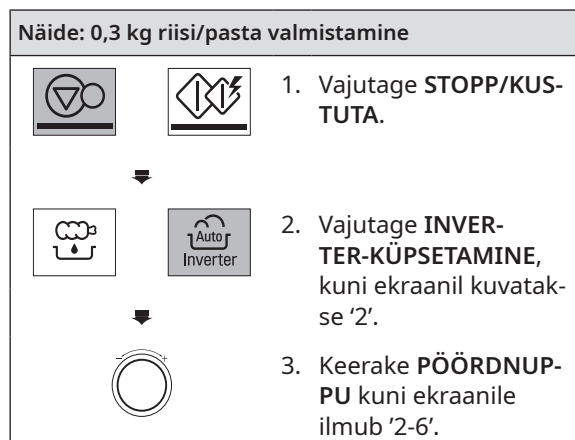 Näide: 0,3 kg riisi/pasta valmistamine
1. Vajutage STOPP/KUS-
TUTA.
Auto
Inverter
2. Vajutage INVER-
TER-KÜPSETAMINE,
kuni ekraanil kuvatak-
se ‘2’.
- +
3. Keerake PÖÖRDNUP-
PU kuni ekraanile
ilmub ’2-6’.